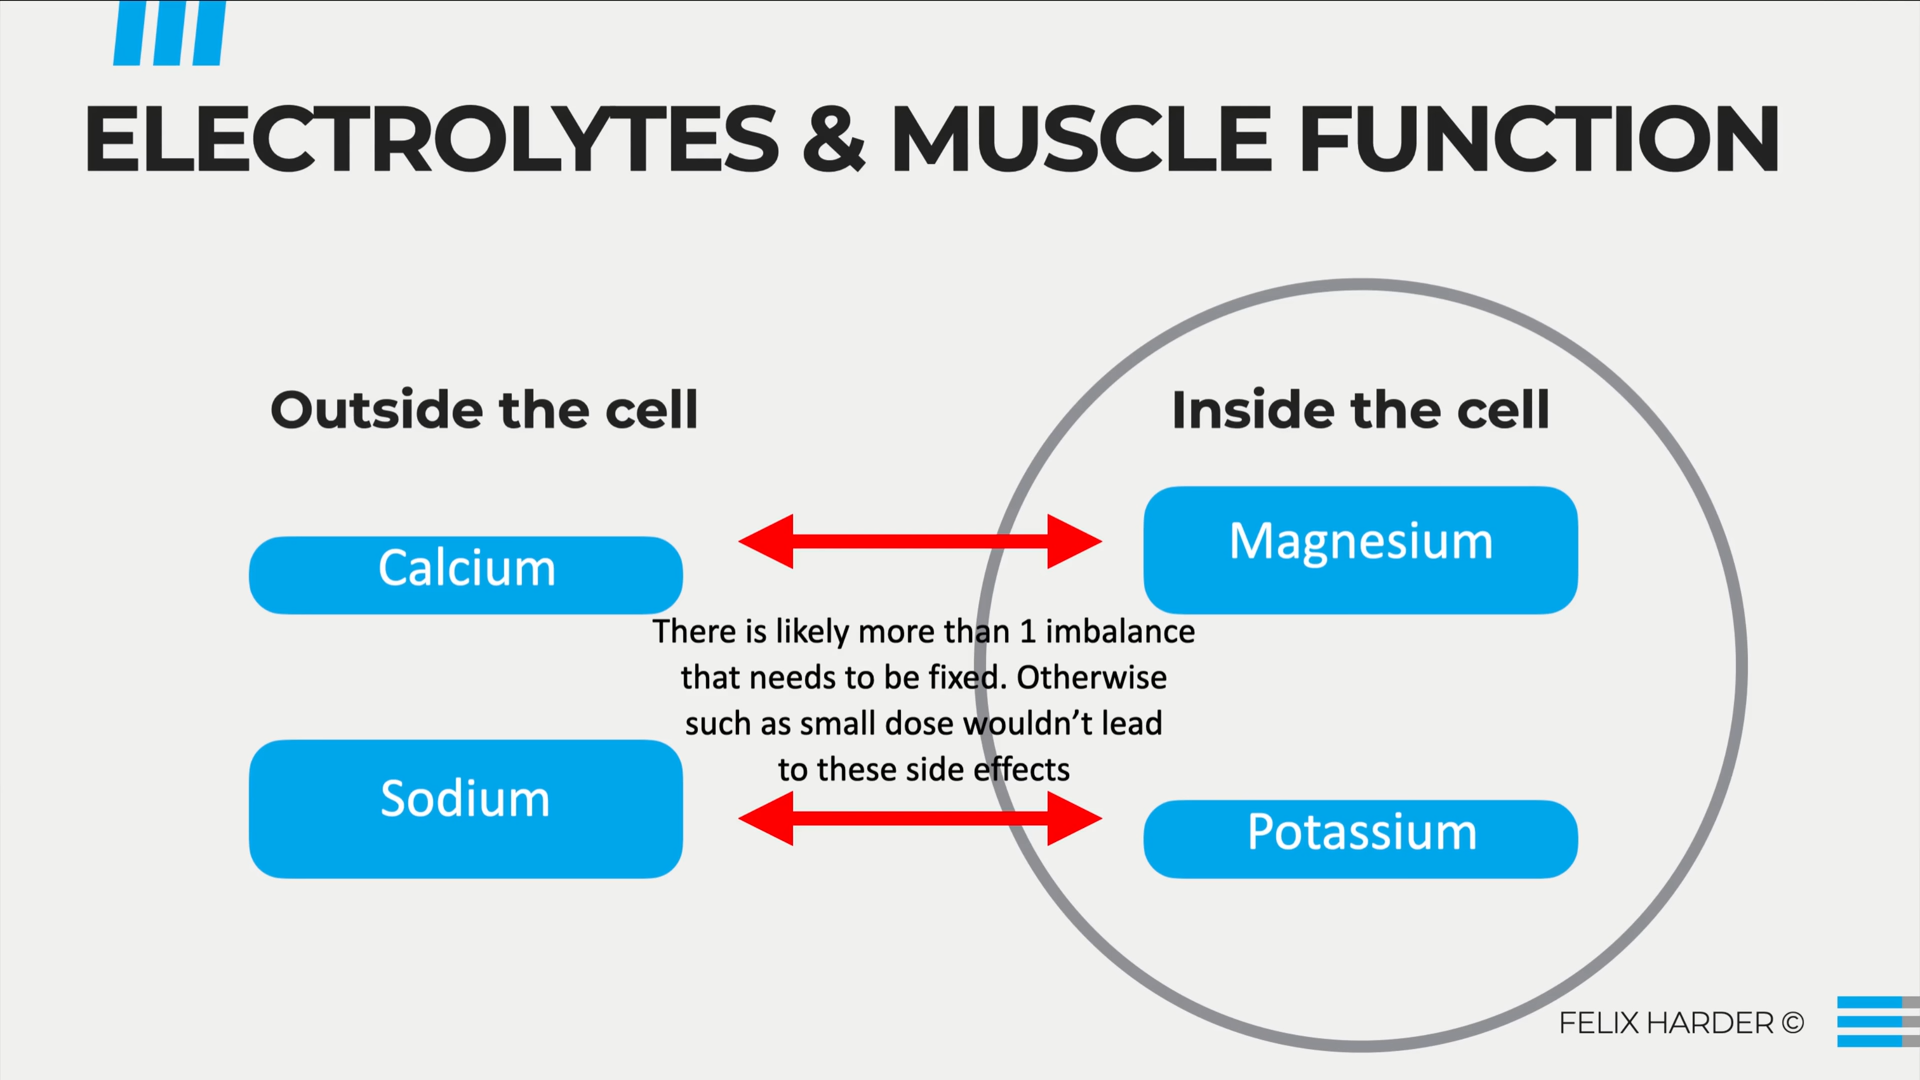 ELECTROLYTES & MUSCLE FUNCTION
Outside the cell
Inside the cell
Calcium
Magnesium
There is likely more than 1 imbalance
that needs to be fixed. Otherwise
such as small dose wouldn’t lead
to these side effects
Sodium
Potassium
FELIX HARDER ©